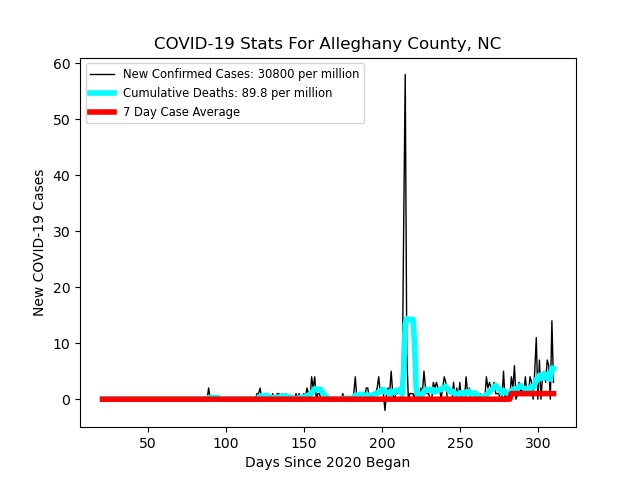 COVID-19 Stats For Alleghany County, NC
New Confirmed Cases: 30800 per million
Cumulative Deaths: 89.8 per million
7 Day Case Average
60
50
40
30
20
10
0
New COVID-19 Cases
50 100 150 200 250 300
Days Since 2020 Began